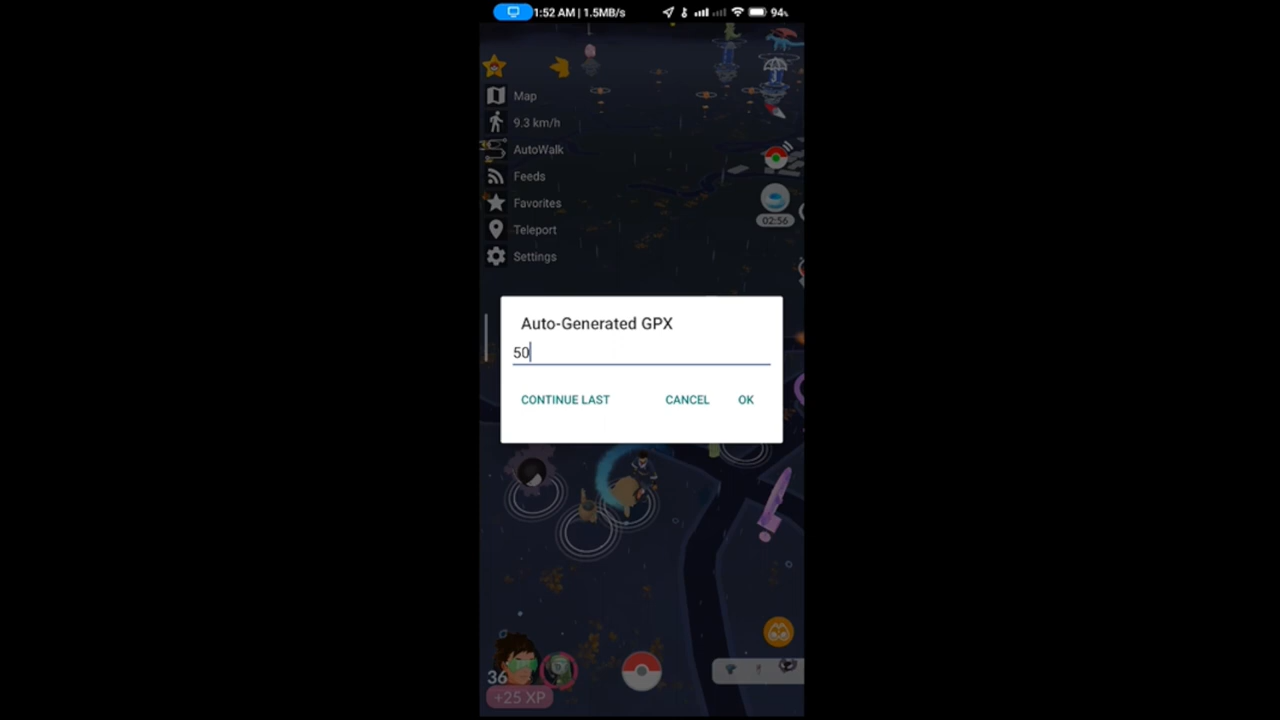 1:52 AM | 1.5MB/s
94%
Map
9.3 km/h
AutoWalk
Feeds
Favorites
Teleport
Settings
02:56
Auto-Generated GPX
50
CONTINUE LAST CANCEL OK
36
+25 XP